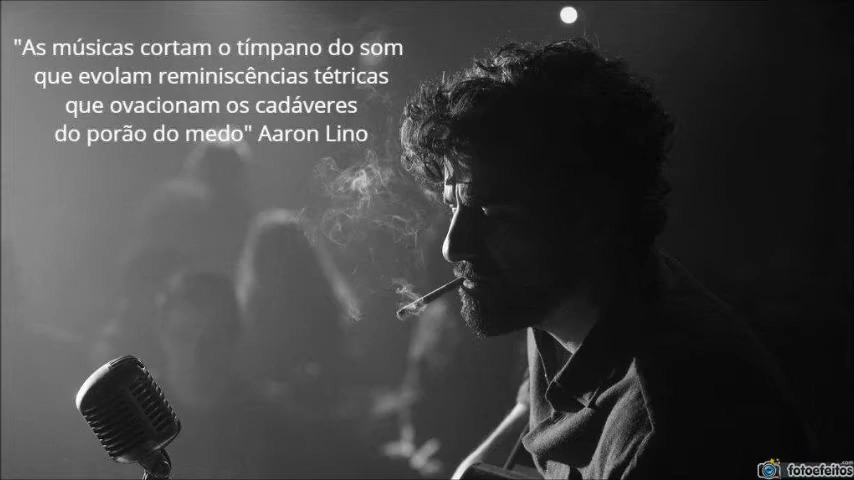 "As músicas cortam o tímpano do som
que evolam reminiscências tétricas
que ovacionam os cadáveres
do porão do medo" Aaron Lino
fotoefeitos.com